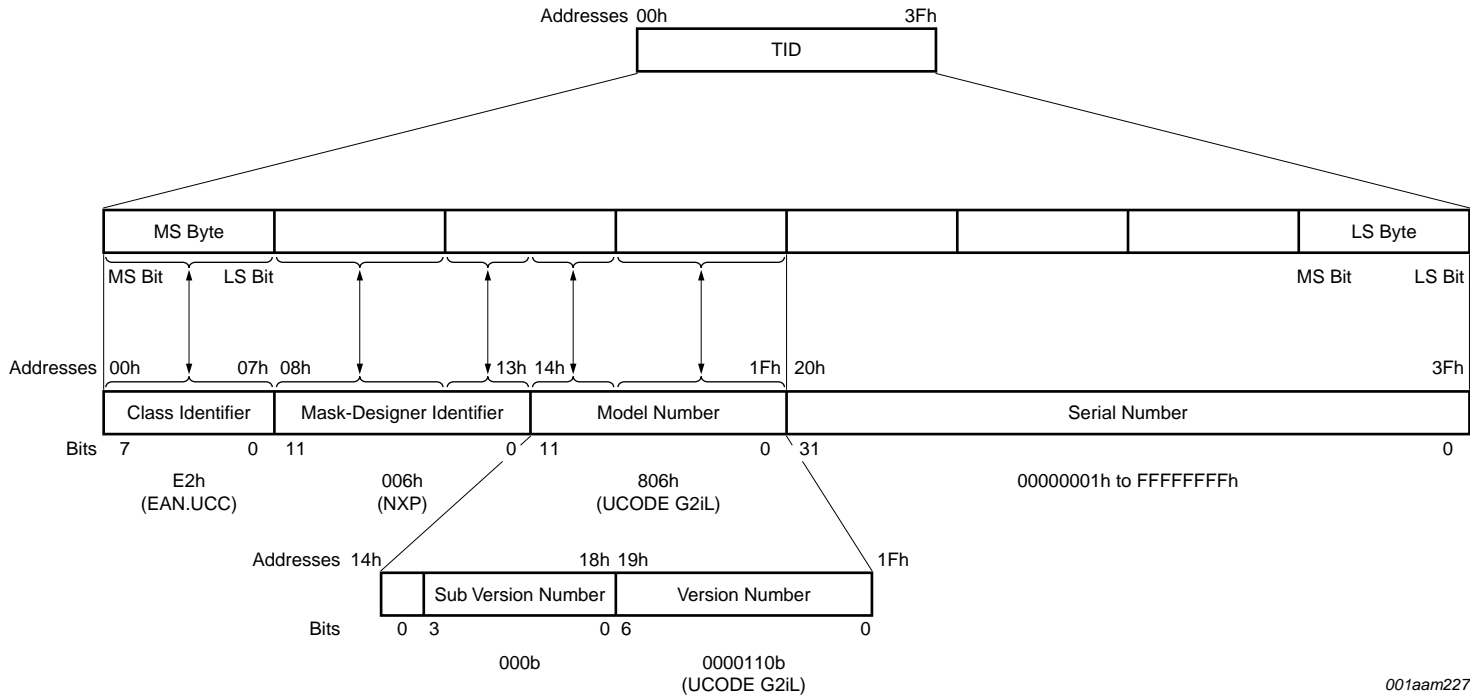 Addresses 00h 3Fh
TID
MS Byte LS Byte
MS Bit LS Bit MS Bit LS Bit
Addresses 00h 07h 08h 13h 14h 1Fh 20h 3Fh
Class Identifier Mask-Designer Identifier Model Number Serial Number
Bits 7 0 11 0 11 0 31 0
E2h 006h 806h 00000001h to FFFFFFFFh
(EAN.UCC) (NXP) (UCODE G2iL)
Addresses 14h 18h 19h 1Fh
Sub Version Number Version Number
Bits 0 3 0 6 0
000b 0000110b
(UCODE G2iL)
001aam227